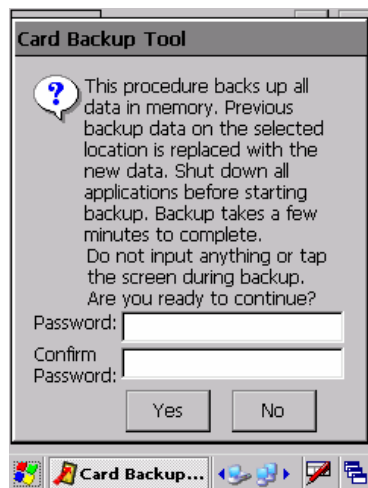 Card Backup Tool
?
This procedure backs up all
data in memory. Previous
backup data on the selected
location is replaced with the
new data. Shut down all
applications before starting
backup. Backup takes a few
minutes to complete.
Do not input anything or tap
the screen during backup.
Are you ready to continue?
Password:
Confirm
Password:
Yes No
Card Backup...